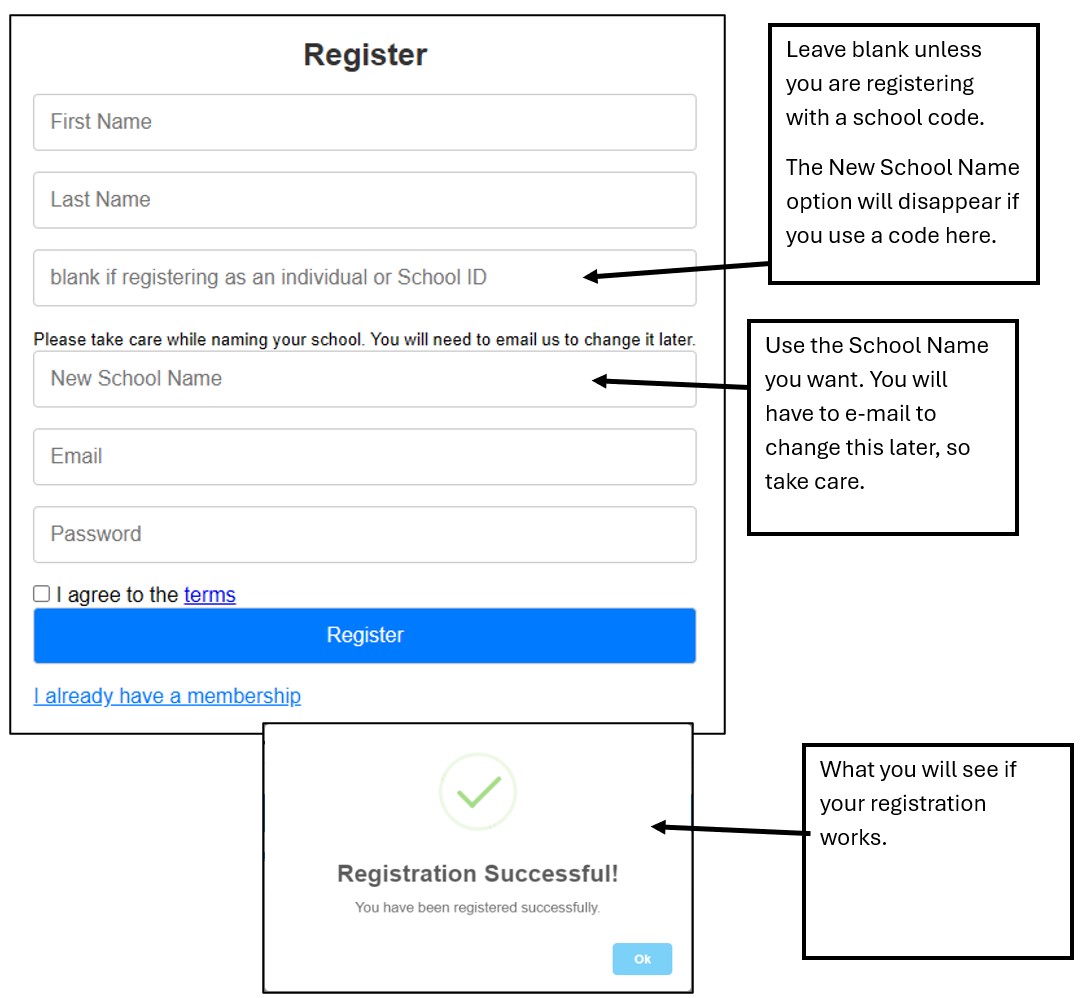 Register
First Name
Last Name
blank if registering as an individual or School ID
Please take care while naming your school. You will need to email us to change it later.
New School Name
Email
Password
I agree to the terms
Register
I already have a membership
Leave blank unless
you are registering
with a school code.
The New School Name
option will disappear if
you use a code here.
Use the School Name
you want. You will
have to e-mail to
change this later, so
take care.
Registration Successful!
You have been registered successfully.
Ok
What you will see if
your registration
works.